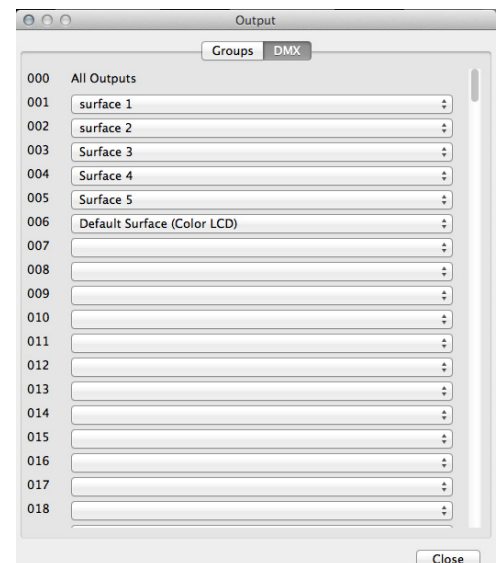 Output
Groups DMX
000 All Outputs
001 surface 1
002 surface 2
003 Surface 3
004 Surface 4
005 Surface 5
006 Default Surface (Color LCD)
007
008
009
010
011
012
013
014
015
016
017
018
Close